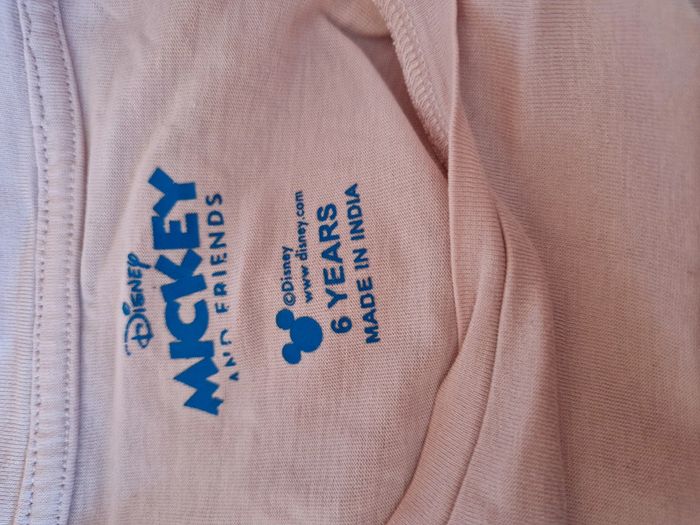 Disney
MICKEY
AND FRIENDS
©Disney
www.disney.com
6 YEARS
MADE IN INDIA